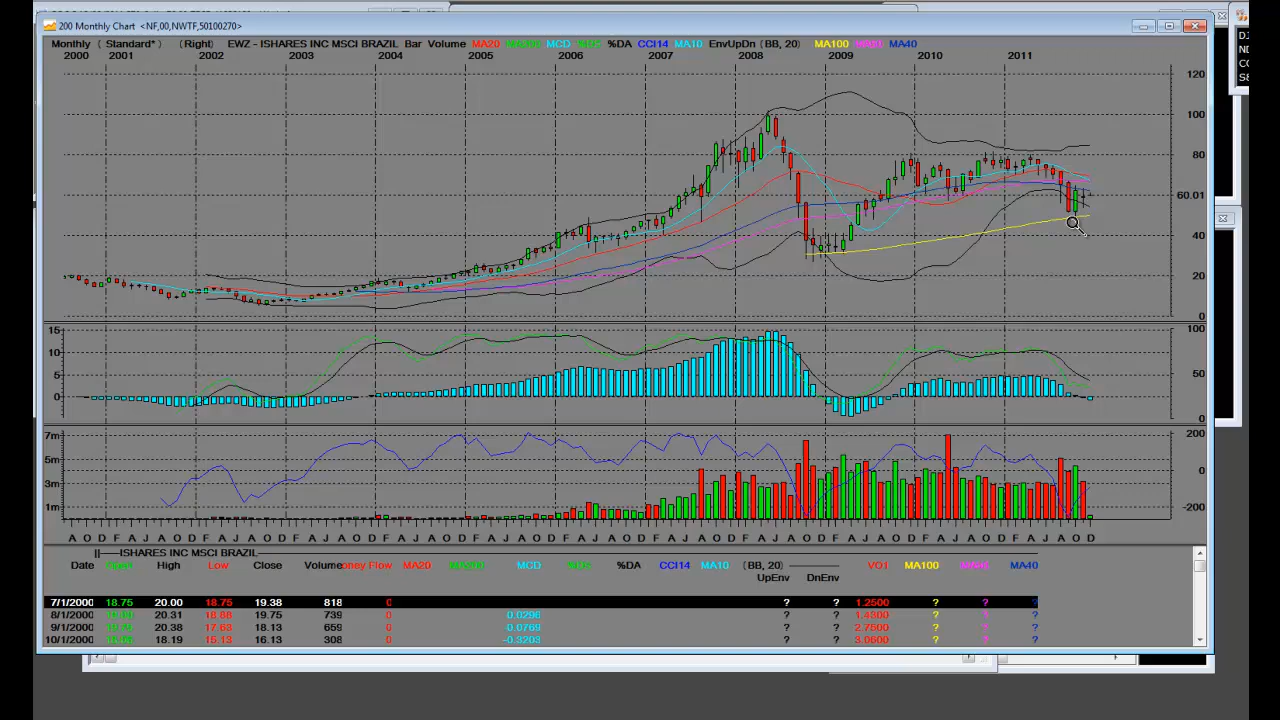 200 Monthly Chart <NF,00,NWTF,50100270>
Monthly (Standard*) (Right) EWZ - ISHARES INC MSCI BRAZIL Bar Volume MA20 MCD %DA CCI14 MA10 EnvUpDn (BB, 20) MA100 MA40
2000 2001 2002 2003 2004 2005 2006 2007 2008 2009 2010 2011
120
100
80
60.01
40
20
0
15 100
10
5 50
0
0
7m 200
5m 0
3m
1m -200
A O D F A J A O D F A J A O D F A J A O D F A J A O D F A J A O D F A J A O D F A J A O D F A J A O D F A J A O D F A J A O D F A J A O D
||----ISHARES INC MSCI BRAZIL
Date High Low Close Volume oney Flow MA20 MCD %DA CCI14 MA10 (BB, 20) VO1 MA100 MA40
UpEnv DnEnv
7/1/2000 18.75 20.00 18.75 19.38 818 0 ? ? 1.2500 ? ? ?
8/1/2000 20.31 19.75 739 0 0.0296 ? ? ? ? ?
9/1/2000 20.38 17.63 18.13 659 0 0.0769 ? ? 2.7500 ? ? ?
10/1/2000 18.19 15.13 16.13 308 0 -0.3203 ? ? 3.0600 ? ? ?
D
N
C
S